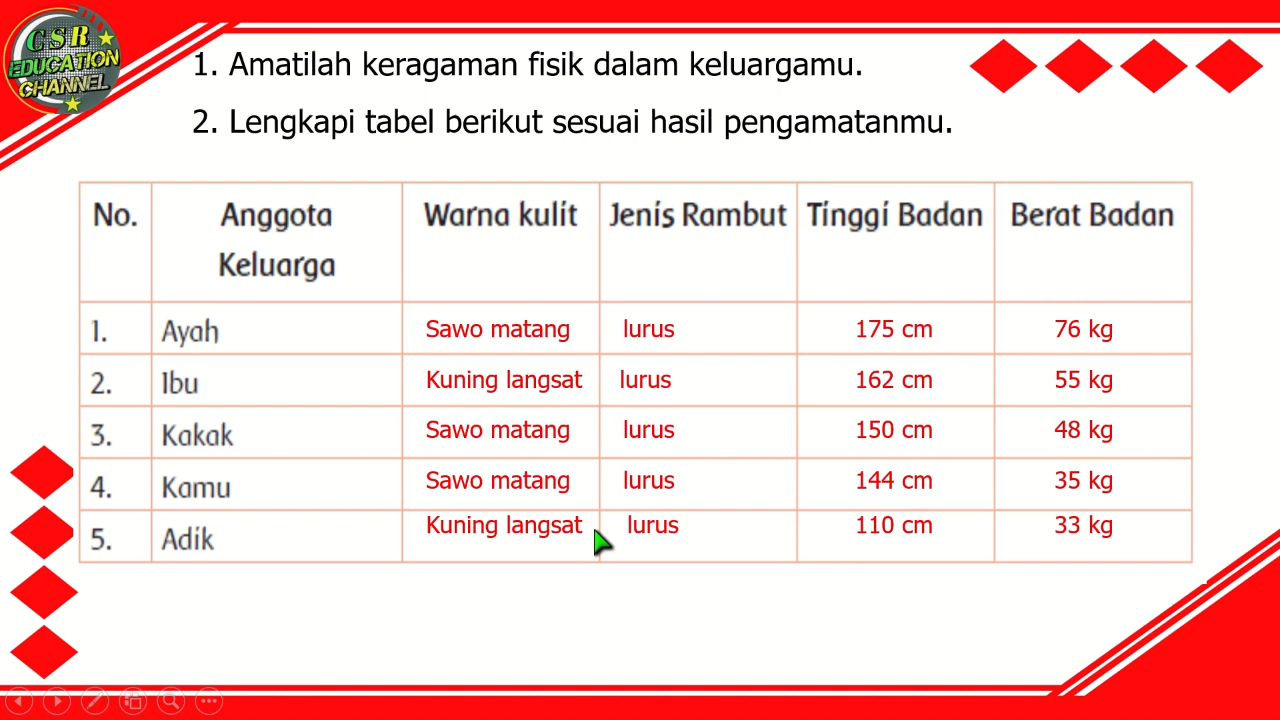 CSR
EDUCATION
CHANNEL
1. Amatilah keragaman fisik dalam keluargamu.
2. Lengkapi tabel berikut sesuai hasil pengamatanmu.
No. Anggota Keluarga Warna kulit Jenis Rambut Tinggi Badan Berat Badan
1. Ayah Sawo matang lurus 175 cm 76 kg
2. Ibu Kuning langsat lurus 162 cm 55 kg
3. Kakak Sawo matang lurus 150 cm 48 kg
4. Kamu Sawo matang lurus 144 cm 35 kg
5. Adik Kuning langsat lurus 110 cm 33 kg